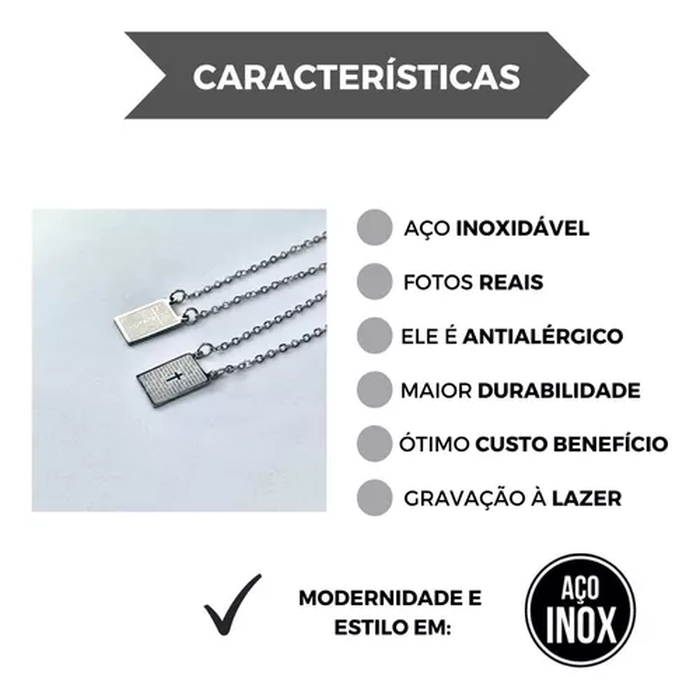 CARACTERÍSTICAS
AÇO INOXIDÁVEL
FOTOS REAIS
ELE É ANTIALÉRGICO
MAIOR DURABILIDADE
ÓTIMO CUSTO BENEFÍCIO
GRAVAÇÃO À LAZER
MODERNIDADE E
ESTILO EM:
AÇO
INOX